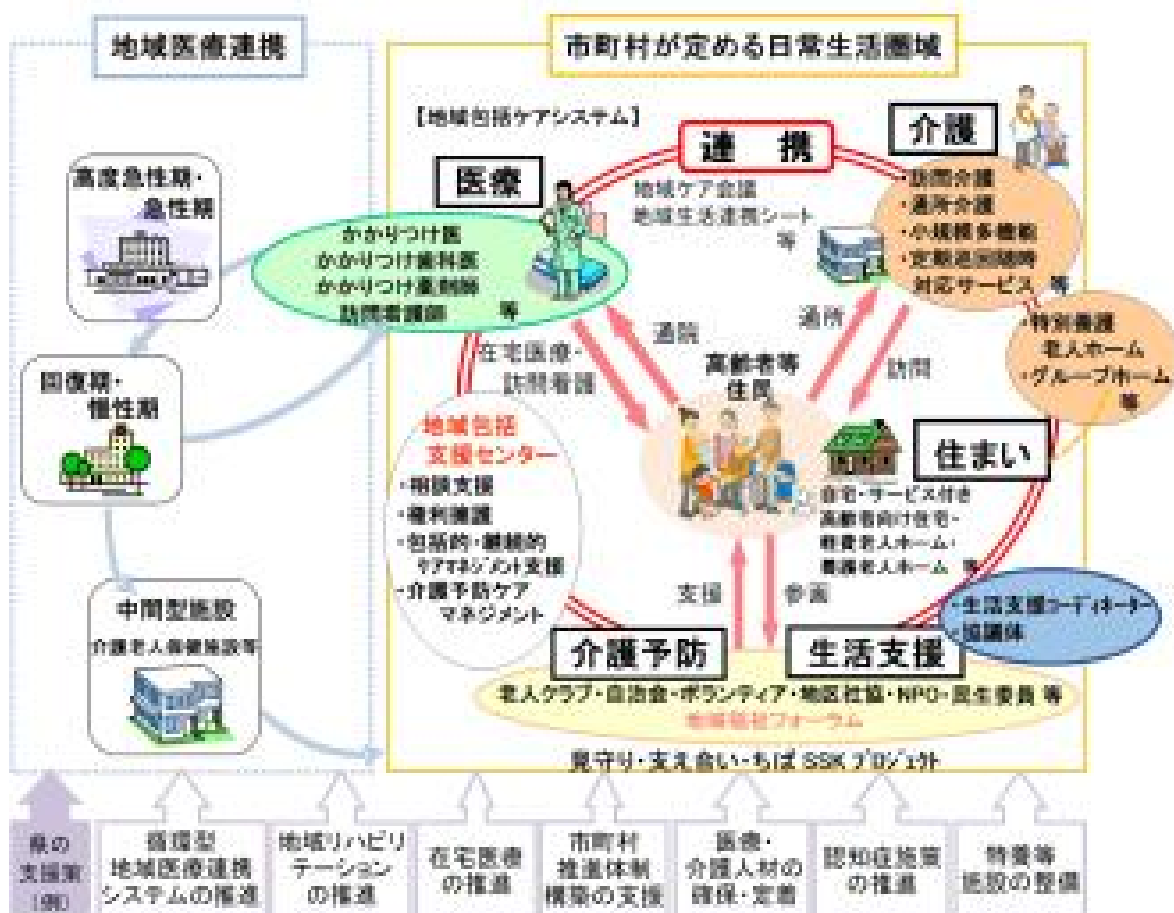 地域医療連携
市町村が定める日常生活圏域
【地域包括ケアシステム】
連 携
地域ケア会議
地域生活連携シート
等
医療
かかりつけ医
かかりつけ歯科医
かかりつけ薬剤師
訪問看護師 等
介護
・訪問介護
・通所介護
・小規模多機能
・定期巡回随時
対応サービス 等
・特別養護
老人ホーム
・グループホーム
等
高度急性期・
急性期
回復期・
慢性期
中間型施設
介護老人保健施設等
在宅医療・
訪問看護
通院
通所
訪問
高齢者等
住民
住まい
自宅・サービス付き
高齢者向け住宅・
軽費老人ホーム・
養護老人ホーム 等
地域包括
支援センター
・相談支援
・権利擁護
・包括的・継続的
ケアマネジメント支援
・介護予防ケア
マネジメント
支援
参画
・生活支援コーディネーター
・協議体
介護予防
生活支援
老人クラブ・自治会・ボランティア・地区社協・NPO・民生委員 等
地域福祉フォーラム
見守り・支え合い・ちばSSKプロジェクト
県の
支援策
(例)
循環型
地域医療連携
システムの推進
地域リハビリ
テーション
の推進
在宅医療
の推進
市町村
推進体制
構築の支援
医療・
介護人材の
確保・定着
認知症施策
の推進
特養等
施設の整備